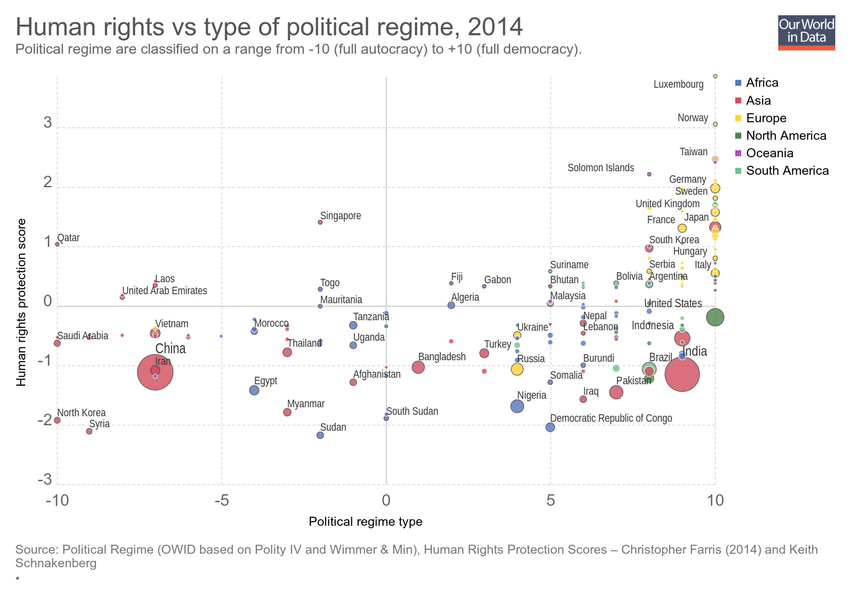 Human rights vs type of political regime, 2014
Political regime are classified on a range from -10 (full autocracy) to +10 (full democracy).
Our World
in Data
Africa
Asia
Europe
North America
Oceania
South America
Human rights protection score
3
2
1
0
-1
-2
-3
Luxembourg
Norway
Taiwan
Solomon Islands
Germany
Sweden
United Kingdom
Singapore
France
Japan
Qatar
South Korea
Hungary
Suriname
Serbia
Italy
Laos
Fiji
Gabon
Bhutan
Bolivia
Argentina
United Arab Emirates
Togo
Mauritania
Algeria
Malaysia
United States
Vietnam
Morocco
Tanzania
Ukraine
Nepal
Lebanon
Indonesia
Saudi Arabia
China
Thailand
Uganda
Iran
Bangladesh
Turkey
Russia
Burundi
Brazil
India
Egypt
Afghanistan
Somalia
Pakistan
Nigeria
Iraq
North Korea
Syria
Myanmar
South Sudan
Sudan
Democratic Republic of Congo
-10
-5
0
5
10
Political regime type
Source: Political Regime (OWID based on Polity IV and Wimmer & Min), Human Rights Protection Scores – Christopher Farris (2014) and Keith
Schnakenberg
•